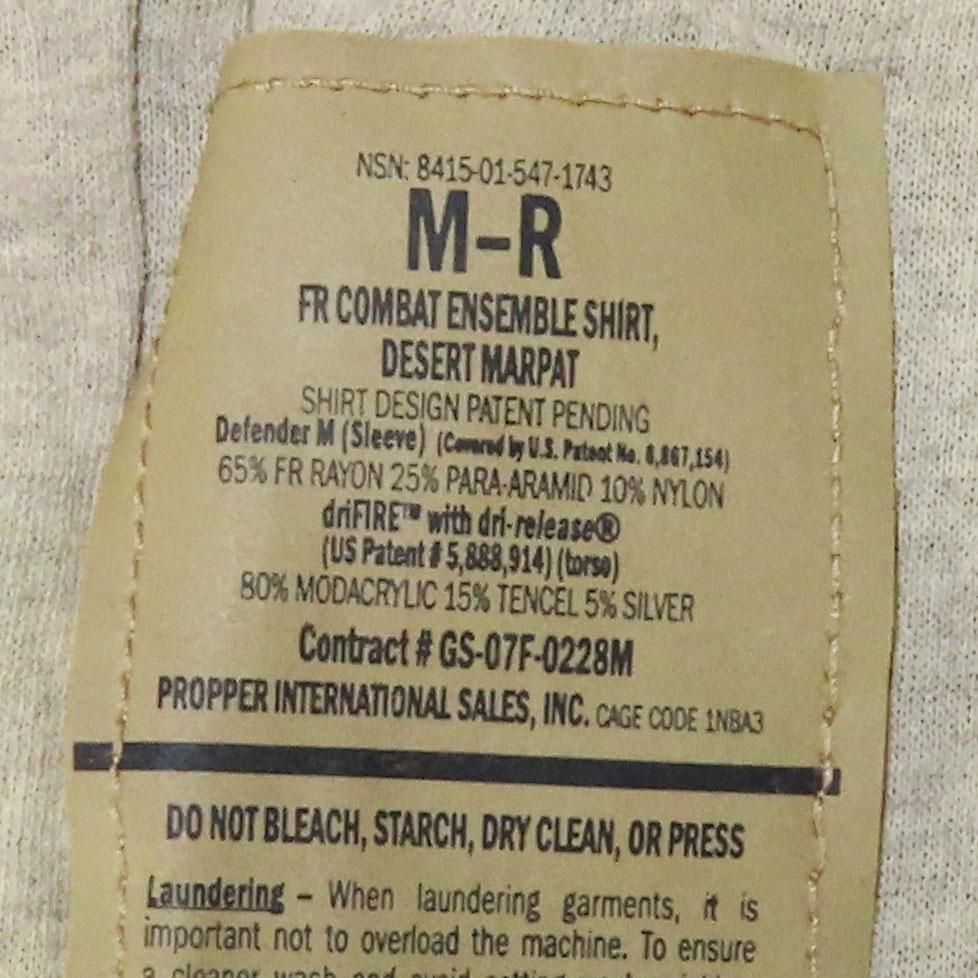 NSN: 8415-01-547-1743
M-R
FR COMBAT ENSEMBLE SHIRT,
DESERT MARPAT
SHIRT DESIGN PATENT PENDING
Defender M (Sleeve) (Covered by U.S. Patent No. 6,867,154)
65% FR RAYON 25% PARA-ARAMID 10% NYLON
driFIRE™ with dri-release®
(US Patent # 5,888,914) (torso)
80% MODACRYLIC 15% TENCEL 5% SILVER
Contract # GS-07F-0228M
PROPPER INTERNATIONAL SALES, INC. CAGE CODE 1NBA3
DO NOT BLEACH, STARCH, DRY CLEAN, OR PRESS
Laundering – When laundering garments, it is
important not to overload the machine. To ensure
a cleaner wash and avoid